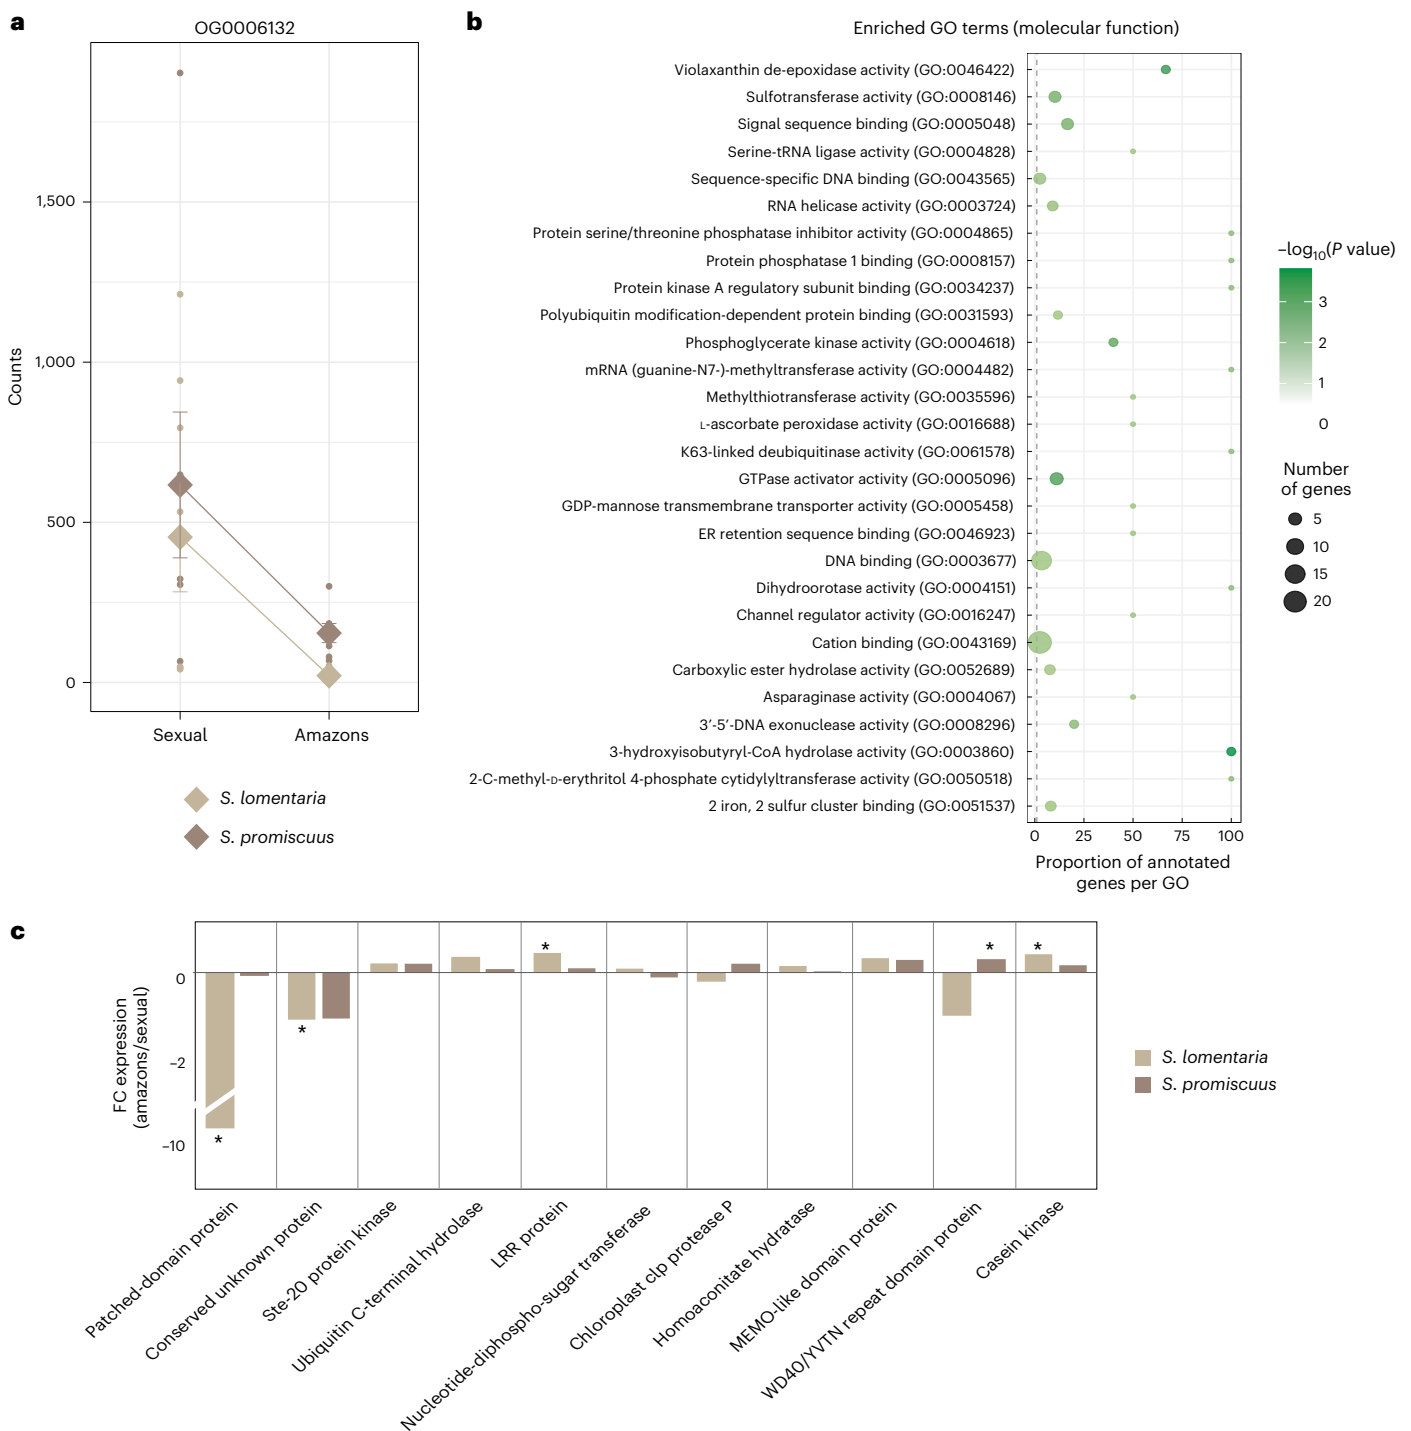 a
OG0006132
Counts
1,500
1,000
500
0
Sexual
Amazons
S. lomentaria
S. promiscuus
b
Enriched GO terms (molecular function)
Violaxanthin de-epoxidase activity (GO:0046422)
Sulfotransferase activity (GO:0008146)
Signal sequence binding (GO:0005048)
Serine-tRNA ligase activity (GO:0004828)
Sequence-specific DNA binding (GO:0043565)
RNA helicase activity (GO:0003724)
Protein serine/threonine phosphatase inhibitor activity (GO:0004865)
Protein phosphatase 1 binding (GO:0008157)
Protein kinase A regulatory subunit binding (GO:0034237)
Polyubiquitin modification-dependent protein binding (GO:0031593)
Phosphoglycerate kinase activity (GO:0004618)
mRNA (guanine-N7-)-methyltransferase activity (GO:0004482)
Methylthiotransferase activity (GO:0035596)
L-ascorbate peroxidase activity (GO:0016688)
K63-linked deubiquitinase activity (GO:0061578)
GTPase activator activity (GO:0005096)
GDP-mannose transmembrane transporter activity (GO:0005458)
ER retention sequence binding (GO:0046923)
DNA binding (GO:0003677)
Dihydroorotase activity (GO:0004151)
Channel regulator activity (GO:0016247)
Cation binding (GO:0043169)
Carboxylic ester hydrolase activity (GO:0052689)
Asparaginase activity (GO:0004067)
3′-5′-DNA exonuclease activity (GO:0008296)
3-hydroxyisobutyryl-CoA hydrolase activity (GO:0003860)
2-C-methyl-D-erythritol 4-phosphate cytidylyltransferase activity (GO:0050518)
2 iron, 2 sulfur cluster binding (GO:0051537)
0 25 50 75 100
Proportion of annotated
genes per GO
–log10(P value)
3
2
1
0
Number
of genes
5
10
15
20
c
FC expression
(amazons/sexual)
0
–2
–10
*
*
*
*
*
Patched-domain protein
Conserved unknown protein
Ste-20 protein kinase
Ubiquitin C-terminal hydrolase
LRR protein
Nucleotide-diphospho-sugar transferase
Chloroplast clp protease P
Homoaconitate hydratase
MEMO-like domain protein
WD40/YVTN repeat domain protein
Casein kinase
S. lomentaria
S. promiscuus